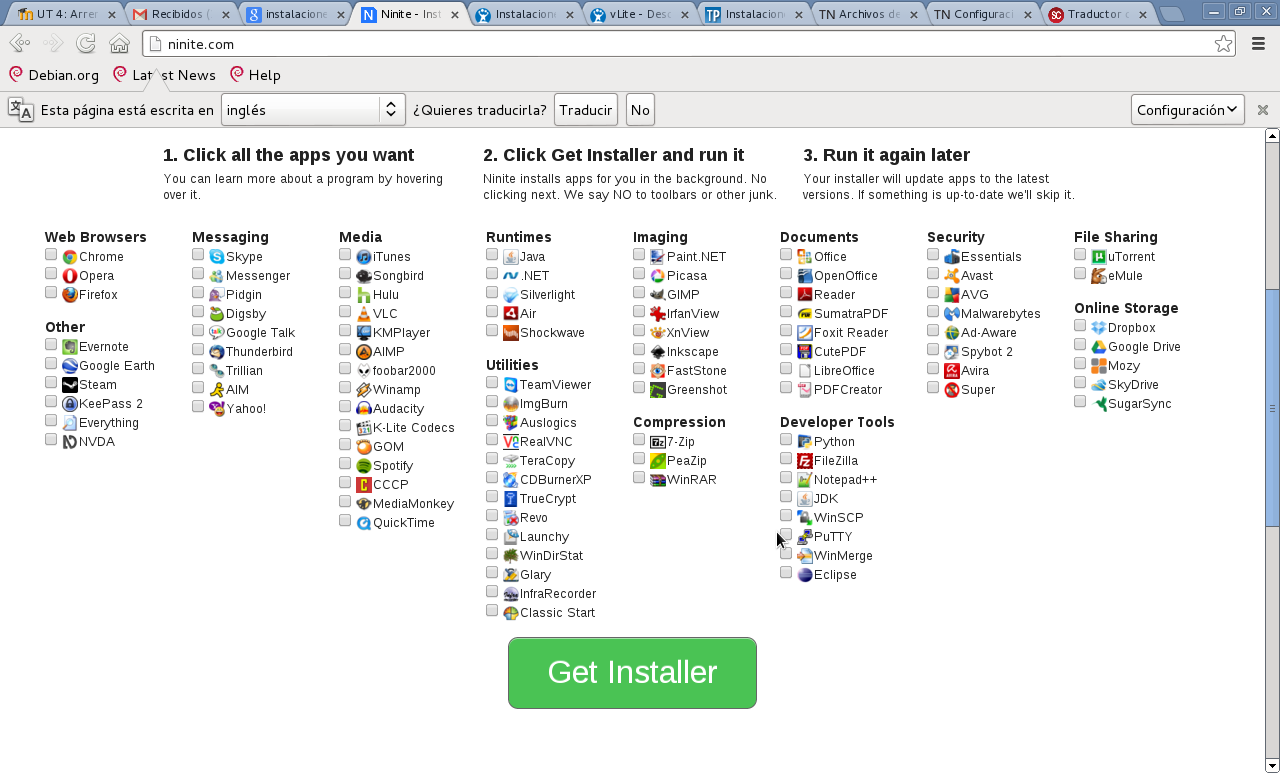 UT 4: Arre
Recibidos (
instalacione
Ninite - Inst
Instalacione
vLite - Des
Instalacion
TN Archivos de
TN Configuraci
Traductor d
ninite.com
Debian.org
Latest News
Help
Esta página está escrita en
inglés
¿Quieres traducirla?
Traducir
No
Configuración
1. Click all the apps you want
You can learn more about a program by hovering
over it.
2. Click Get Installer and run it
Ninite installs apps for you in the background. No
clicking next. We say NO to toolbars or other junk.
3. Run it again later
Your installer will update apps to the latest
versions. If something is up-to-date we'll skip it.
Web Browsers
Chrome
Opera
Firefox
Other
Evernote
Google Earth
Steam
KeePass 2
Everything
NVDA
Messaging
Skype
Messenger
Pidgin
Digsby
Google Talk
Thunderbird
Trillian
AIM
Yahoo!
Media
iTunes
Songbird
Hulu
VLC
KMPlayer
AIMP
foobar2000
Winamp
Audacity
K-Lite Codecs
GOM
Spotify
CCCP
MediaMonkey
QuickTime
Runtimes
Java
.NET
Silverlight
Air
Shockwave
Utilities
TeamViewer
ImgBurn
Auslogics
RealVNC
TeraCopy
CDBurnerXP
TrueCrypt
Revo
Launchy
WinDirStat
Glary
InfraRecorder
Classic Start
Imaging
Paint.NET
Picasa
GIMP
IrfanView
XnView
Inkscape
FastStone
Greenshot
Compression
7-Zip
PeaZip
WinRAR
Documents
Office
OpenOffice
Reader
SumatraPDF
Foxit Reader
CutePDF
LibreOffice
PDFCreator
Developer Tools
Python
FileZilla
Notepad++
JDK
WinSCP
PuTTY
WinMerge
Eclipse
Security
Essentials
Avast
AVG
Malwarebytes
Ad-Aware
Spybot 2
Avira
Super
File Sharing
uTorrent
eMule
Online Storage
Dropbox
Google Drive
Mozy
SkyDrive
SugarSync
Get Installer